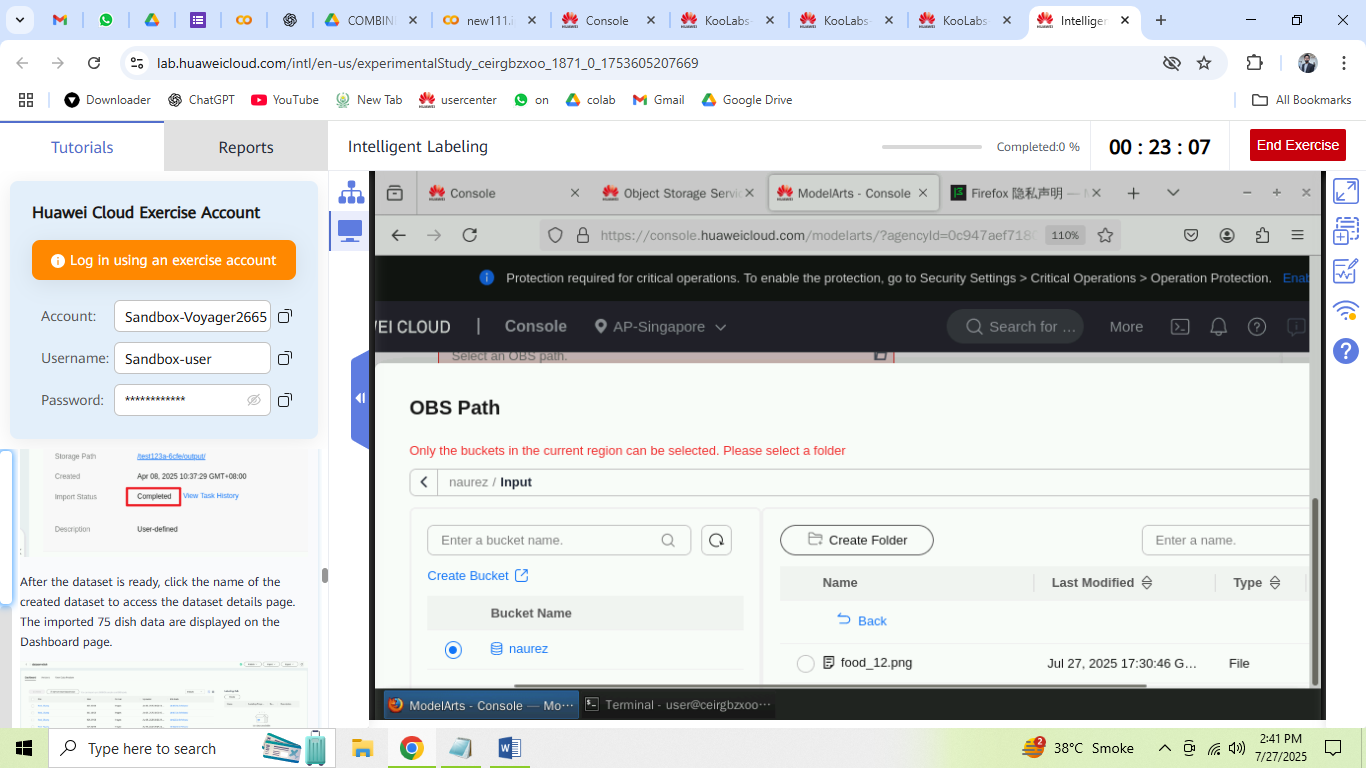 COMBIN
new111.i
Console
KooLabs
KooLabs-
KooLabs
Intelliger
lab.huaweicloud.com/intl/en-us/experimentalStudy_ceirgbzxoo_1871_0_1753605207669
Downloader
ChatGPT
YouTube
New Tab
usercenter
on
colab
Gmail
Google Drive
All Bookmarks
Tutorials
Reports
Intelligent Labeling
Completed:0 %
00 : 23 : 07
End Exercise
Huawei Cloud Exercise Account
Log in using an exercise account
Account:
Sandbox-Voyager2665
Username:
Sandbox-user
Password:
************
Storage Path
/test123a-6cfe/output/
Created
Apr 08, 2025 10:37:29 GMT+08:00
Import Status
Completed
View Task History
Description
User-defined
After the dataset is ready, click the name of the
created dataset to access the dataset details page.
The imported 75 dish data are displayed on the
Dashboard page.
Console
Object Storage Servic
ModelArts - Console
Firefox 隐私声明 —
https://console.huaweicloud.com/modelarts/?agencyId=0c947aef718
110%
Protection required for critical operations. To enable the protection, go to Security Settings > Critical Operations > Operation Protection.
Enab
EI CLOUD
Console
AP-Singapore
Search for ...
More
Select an OBS path.
OBS Path
Only the buckets in the current region can be selected. Please select a folder
naurez / Input
Enter a bucket name.
Create Bucket
Bucket Name
naurez
Create Folder
Enter a name.
Name
Last Modified
Type
Back
food_12.png
Jul 27, 2025 17:30:46 G...
File
ModelArts - Console — Mo···
Terminal - user@ceirgbzxoo···
Type here to search
2
38°C Smoke
2:41 PM
7/27/2025